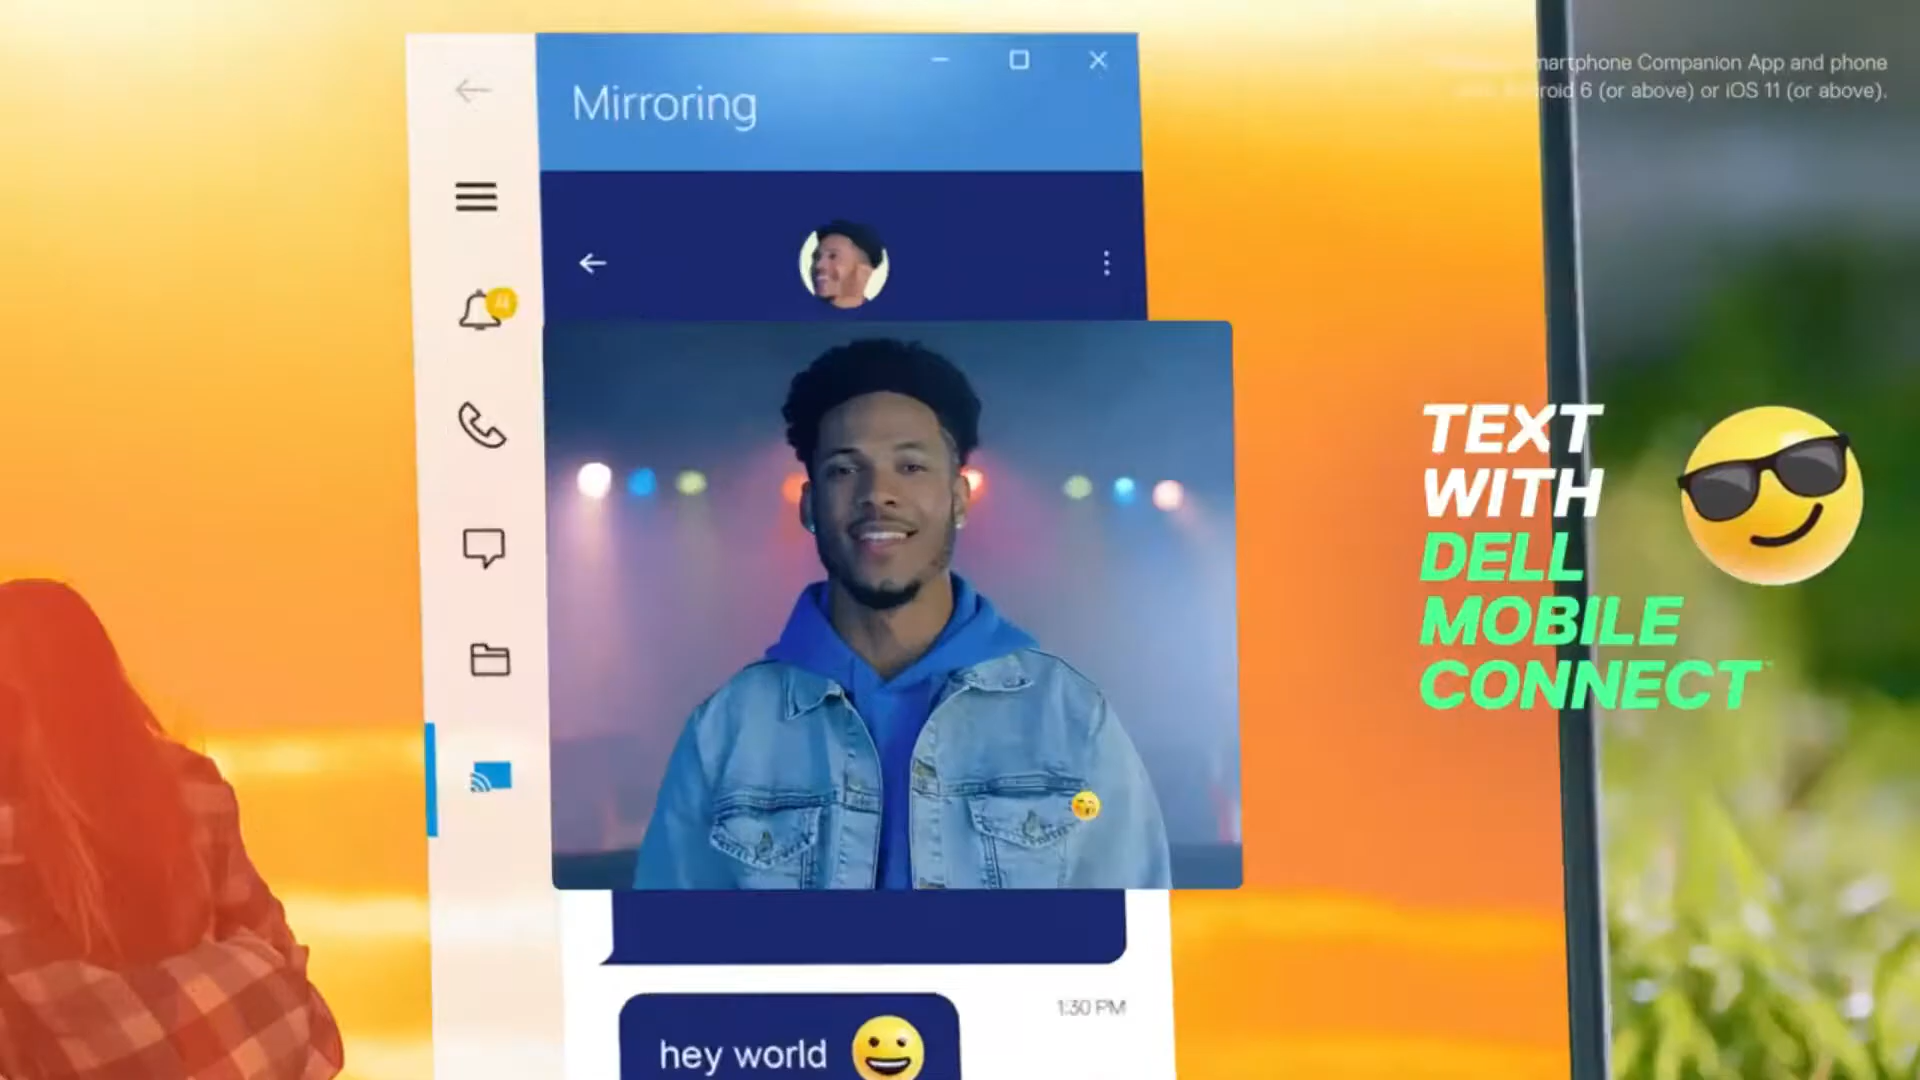 Mirroring
martphone Companion App and phone
roid 6 (or above) or iOS 11 (or above).
TEXT
WITH
DELL
MOBILE
CONNECT
1:30 PM
hey world